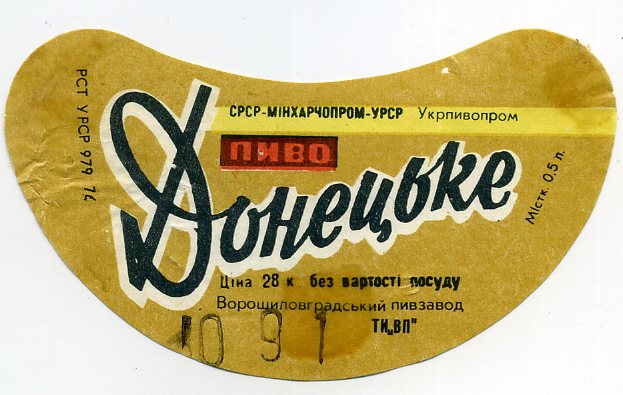 СРСР-МІНХАРЧОПРОМ-УРСР Укрпивопром
ПИВО
Донецьке
РСТ УРСР 979 74
Містк. 0,5 л.
Ціна 28 к. без вартості посуду
Ворошиловградський пивзавод
ТИ„ВП"
10 9 1